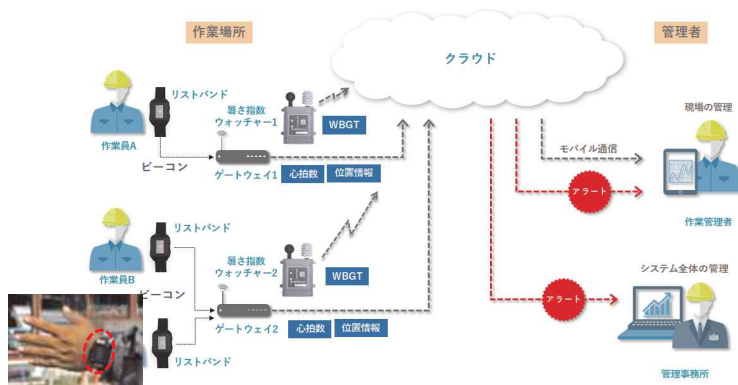 作業場所
管理者
クラウド
リストバンド
暑さ指数
ウォッチャー1
WBGT
作業員A
ビーコン
ゲートウェイ1
心拍数
位置情報
モバイル通信
現場の管理
アラート
作業管理者
リストバンド
暑さ指数
ウォッチャー2
WBGT
作業員B
ビーコン
ゲートウェイ2
心拍数
位置情報
リストバンド
システム全体の管理
アラート
管理事務所